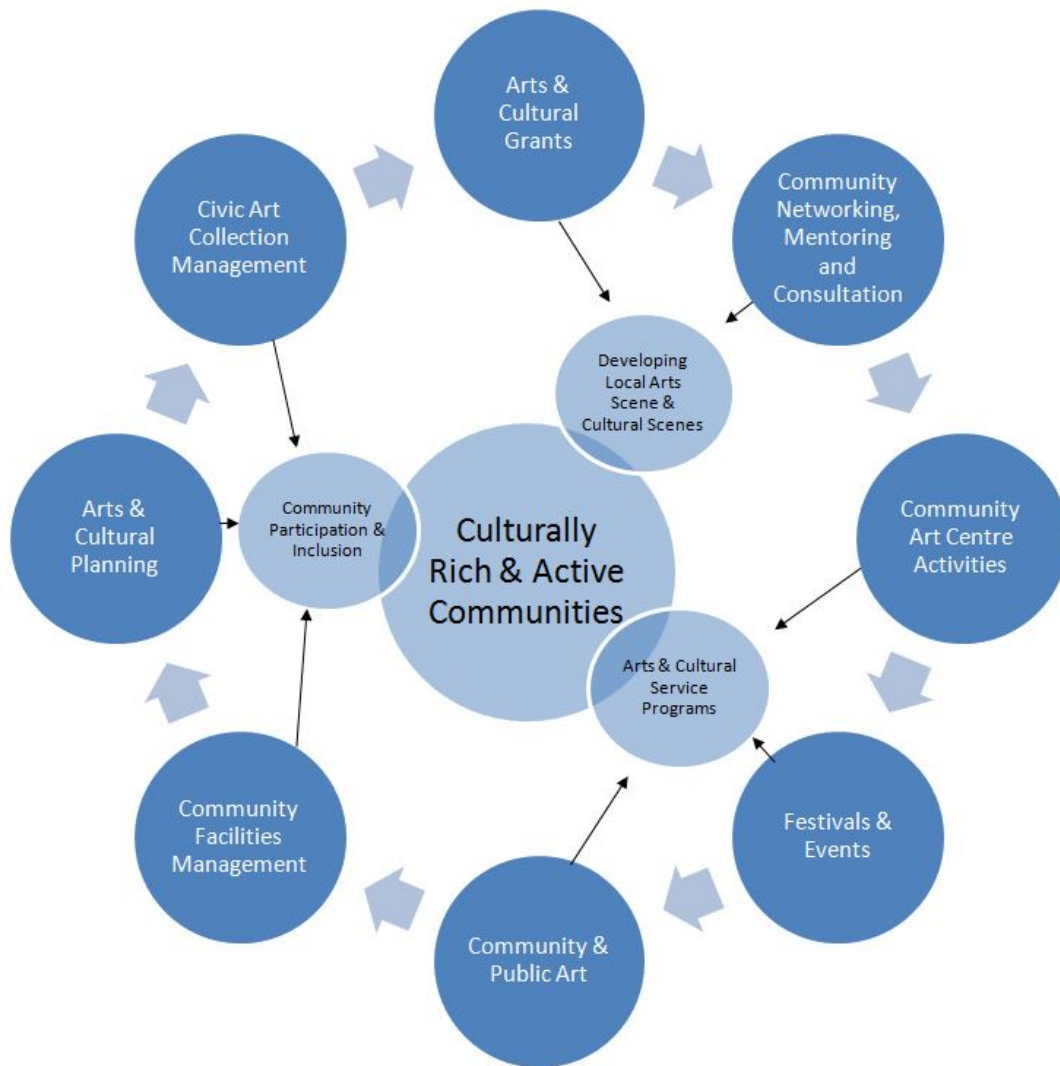 Arts &
Cultural
Grants
Community
Networking,
Mentoring
and
Consultation
Community
Art Centre
Activities
Festivals &
Events
Community &
Public Art
Community
Facilities
Management
Arts &
Cultural
Planning
Civic Art
Collection
Management
Developing
Local Arts
Scene &
Cultural Scenes
Arts & Cultural
Service
Programs
Community
Participation &
Inclusion
Culturally
Rich & Active
Communities